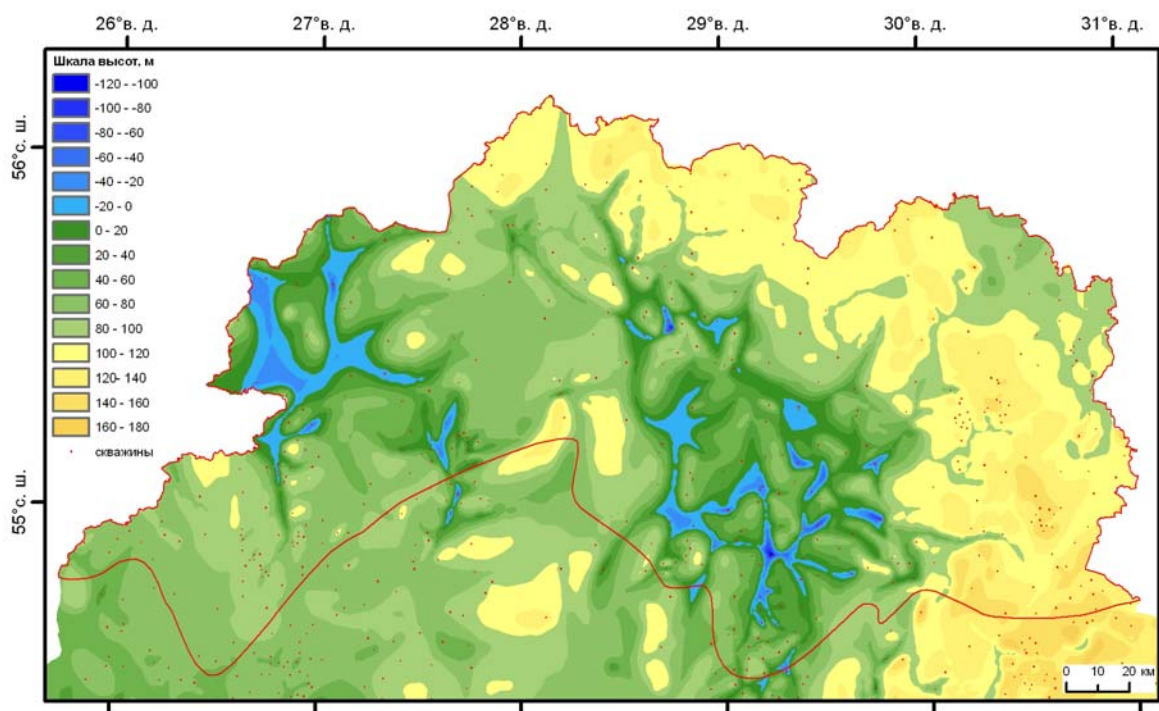 26°в. д. 27°в. д. 28°в. д. 29°в. д. 30°в. д. 31°в. д.
Шкала высот, м
-120 - -100
-100 - -80
-80 - -60
-60 - -40
-40 - -20
-20 - 0
0 - 20
20 - 40
40 - 60
60 - 80
80 - 100
100 - 120
120- 140
140 - 160
160 - 180
скважины
56°с. ш.
55°с. ш.
0 10 20 км